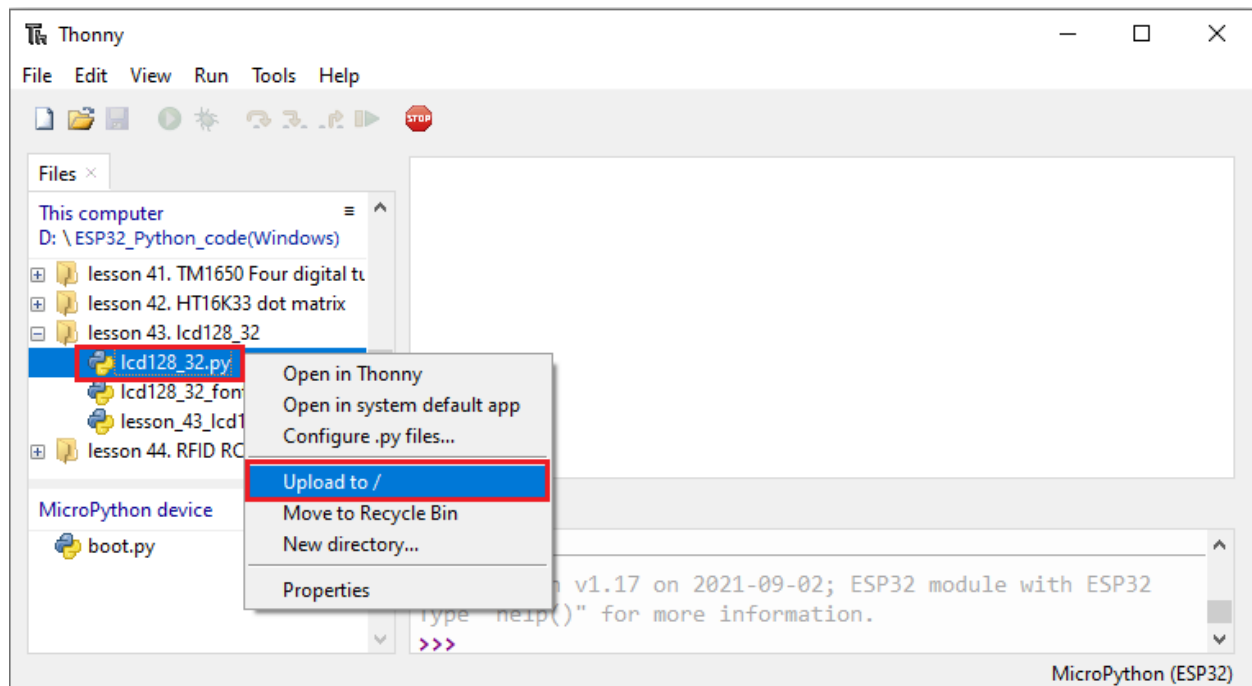 Thonny
File Edit View Run Tools Help
STOP
Files
This computer
D: \ ESP32_Python_code(Windows)
lesson 41. TM1650 Four digital tu
lesson 42. HT16K33 dot matrix
lesson 43. lcd128_32
lcd128_32.py
lcd128_32_fon
lesson_43_lcd1
lesson 44. RFID RC
Open in Thonny
Open in system default app
Configure .py files...
Upload to /
Move to Recycle Bin
New directory...
Properties
MicroPython device
boot.py
v1.17 on 2021-09-02; ESP32 module with ESP32
Type "help()" for more information.
>>>
MicroPython (ESP32)